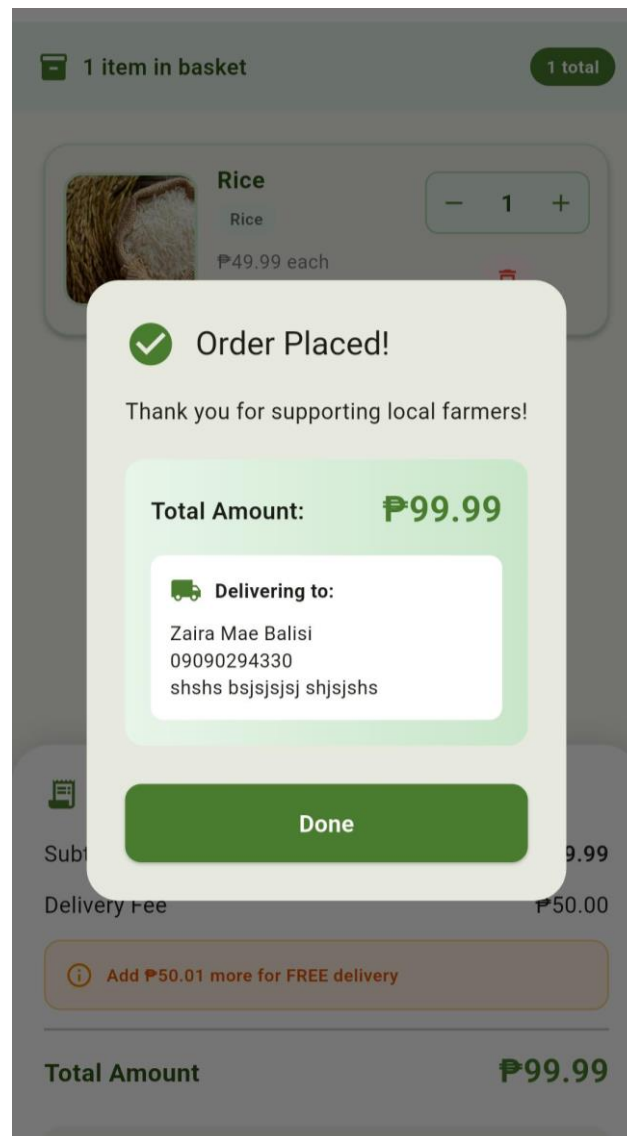 1 item in basket
1 total
Rice
Rice
₱49.99 each
1
Order Placed!
Thank you for supporting local farmers!
Total Amount: ₱99.99
Delivering to:
Zaira Mae Balisi
09090294330
shshs bsjsjsjsj shjsjshs
Done
Delivery Fee ₱50.00
Add ₱50.01 more for FREE delivery
Total Amount ₱99.99